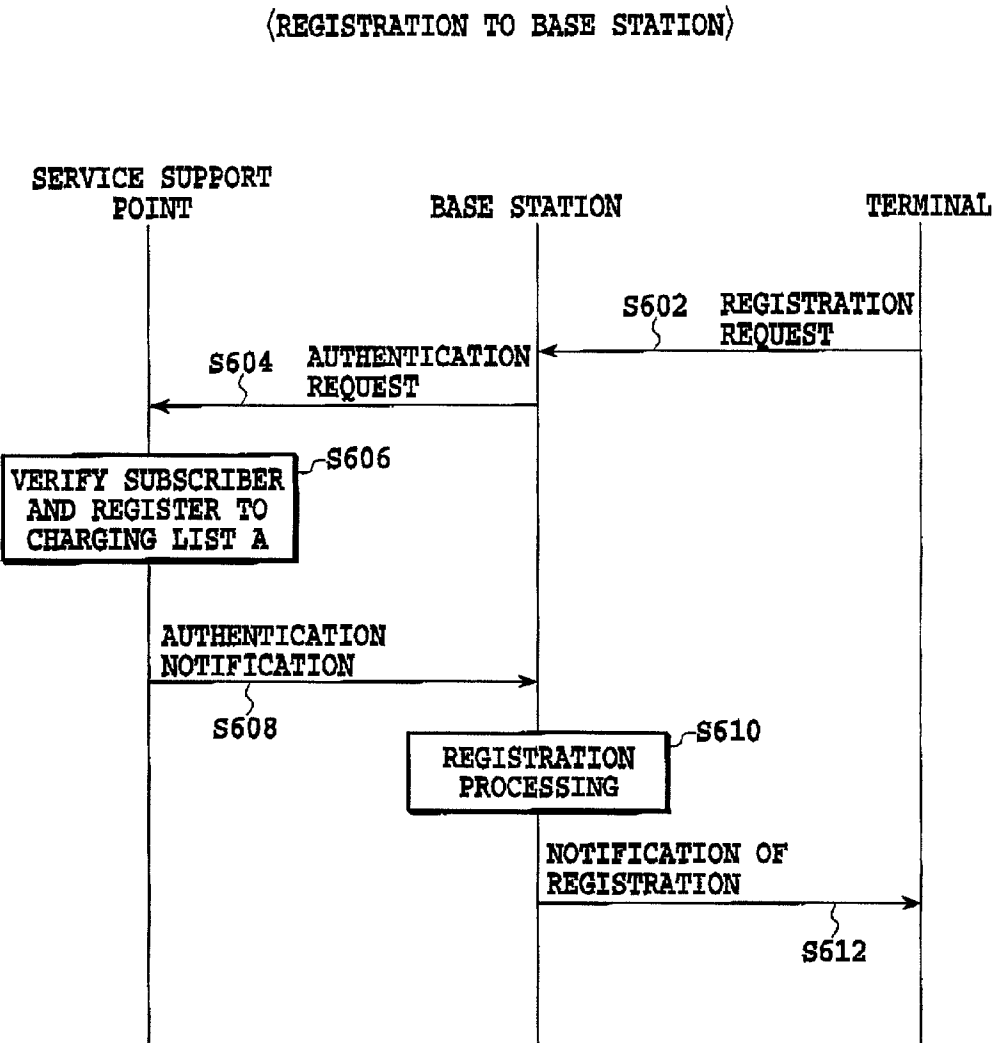 ⟨REGISTRATION TO BASE STATION⟩
SERVICE SUPPORT
POINT
BASE STATION
TERMINAL
S602
REGISTRATION
REQUEST
S604
AUTHENTICATION
REQUEST
S606
VERIFY SUBSCRIBER
AND REGISTER TO
CHARGING LIST A
AUTHENTICATION
NOTIFICATION
S608
S610
REGISTRATION
PROCESSING
NOTIFICATION OF
REGISTRATION
S612